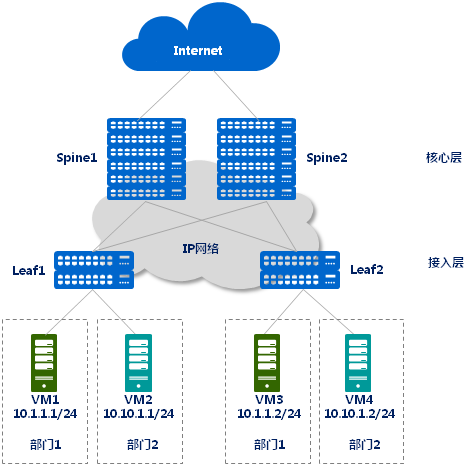 Internet
Spine1
Spine2
核心层
IP网络
Leaf1
Leaf2
接入层
VM1
10.1.1.1/24
部门1
VM2
10.10.1.1/24
部门2
VM3
10.1.1.2/24
部门1
VM4
10.10.1.2/24
部门2